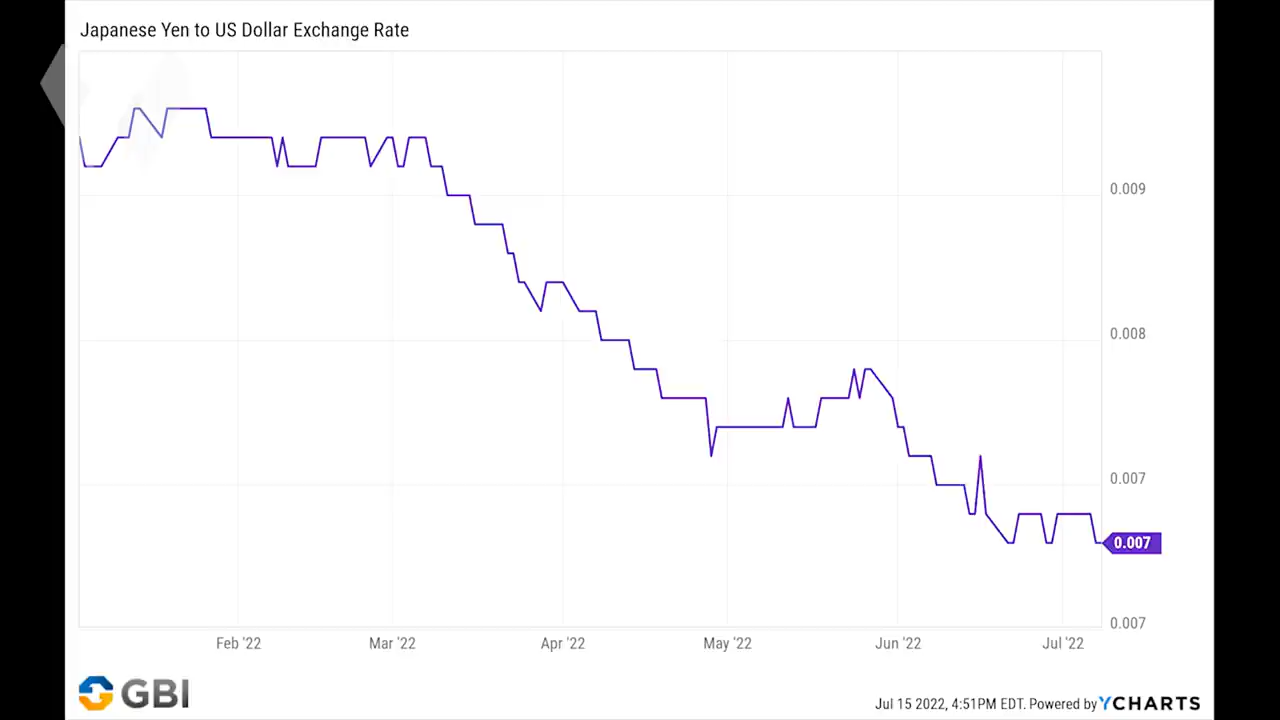 Japanese Yen to US Dollar Exchange Rate
0.009
0.008
0.007
0.007
0.007
Feb '22 Mar '22 Apr '22 May '22 Jun '22 Jul '22
GBI
Jul 15 2022, 4:51PM EDT. Powered by YCHARTS